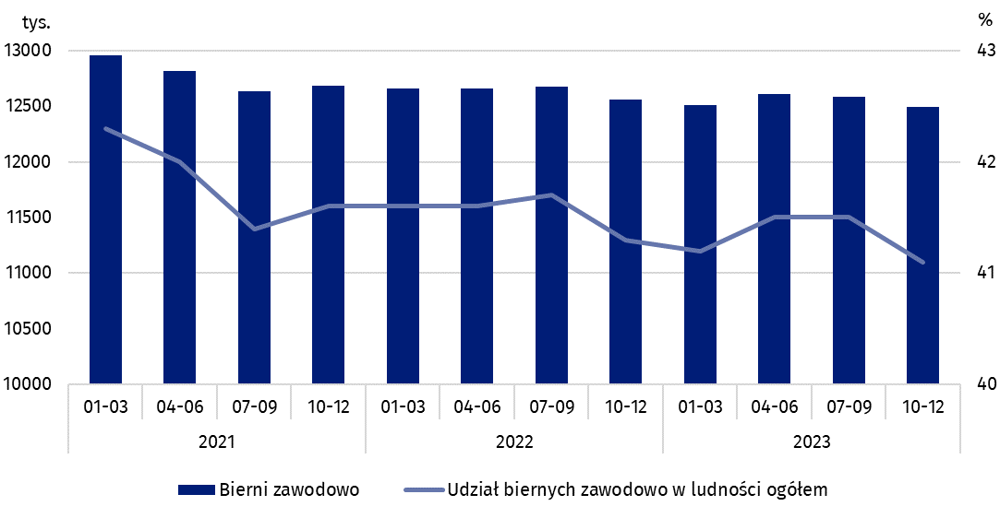 tys. %
13000 43
12500
12000 42
11500
11000 41
10500
10000 40
01-03 04-06 07-09 10-12 01-03 04-06 07-09 10-12 01-03 04-06 07-09 10-12
2021 2022 2023
Bierni zawodowo Udział biernych zawodowo w ludności ogółem